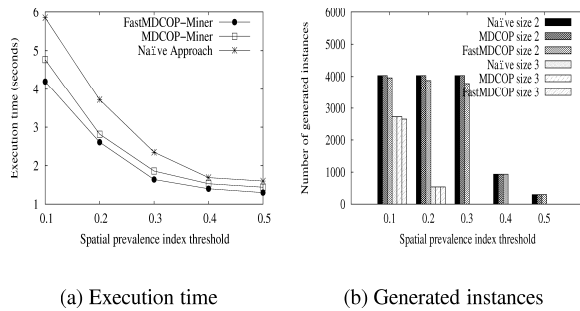 FastMDCOP-Miner
MDCOP-Miner
Naïve Approach
Execution time (seconds)
6
5
4
3
2
1
0.1 0.2 0.3 0.4 0.5
Spatial prevalence index threshold
(a) Execution time
Naïve size 2
MDCOP size 2
FastMDCOP size 2
Naïve size 3
MDCOP size 3
FastMDCOP size 3
Number of generated instances
6000
5000
4000
3000
2000
1000
0
0.1 0.2 0.3 0.4 0.5
Spatial prevalence index threshold
(b) Generated instances